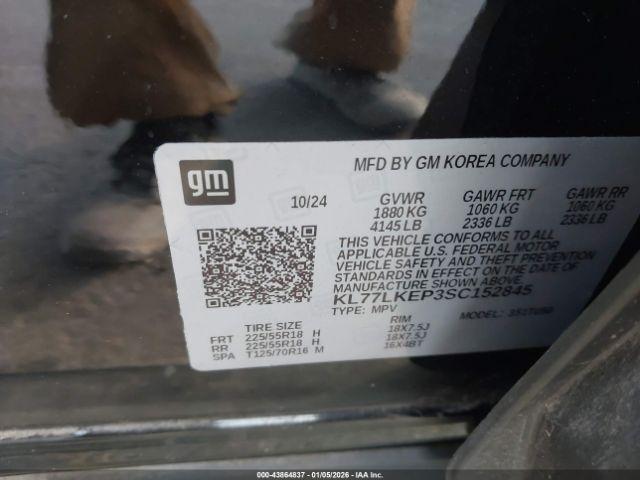 gm
MFD BY GM KOREA COMPANY
10/24 GVWR GAWR FRT GAWR RR
1880 KG 1060 KG 1060 KG
4145 LB 2336 LB 2336 LB
THIS VEHICLE CONFORMS TO ALL
APPLICABLE U.S. FEDERAL MOTOR
VEHICLE SAFETY AND THEFT PREVENTION
STANDARDS IN EFFECT ON THE DATE OF
MANUFACTURE SHOWN ABOVE.
KL77LKEP3SC152845
TYPE: MPV MODEL:
TIRE SIZE RIM
FRT 225/55R18 H 18X7.5J
RR 225/55R18 H 18X7.5J
SPA T125/70R16 M 16X4BT
000-43864837 - 01/05/2026 - IAA Inc.